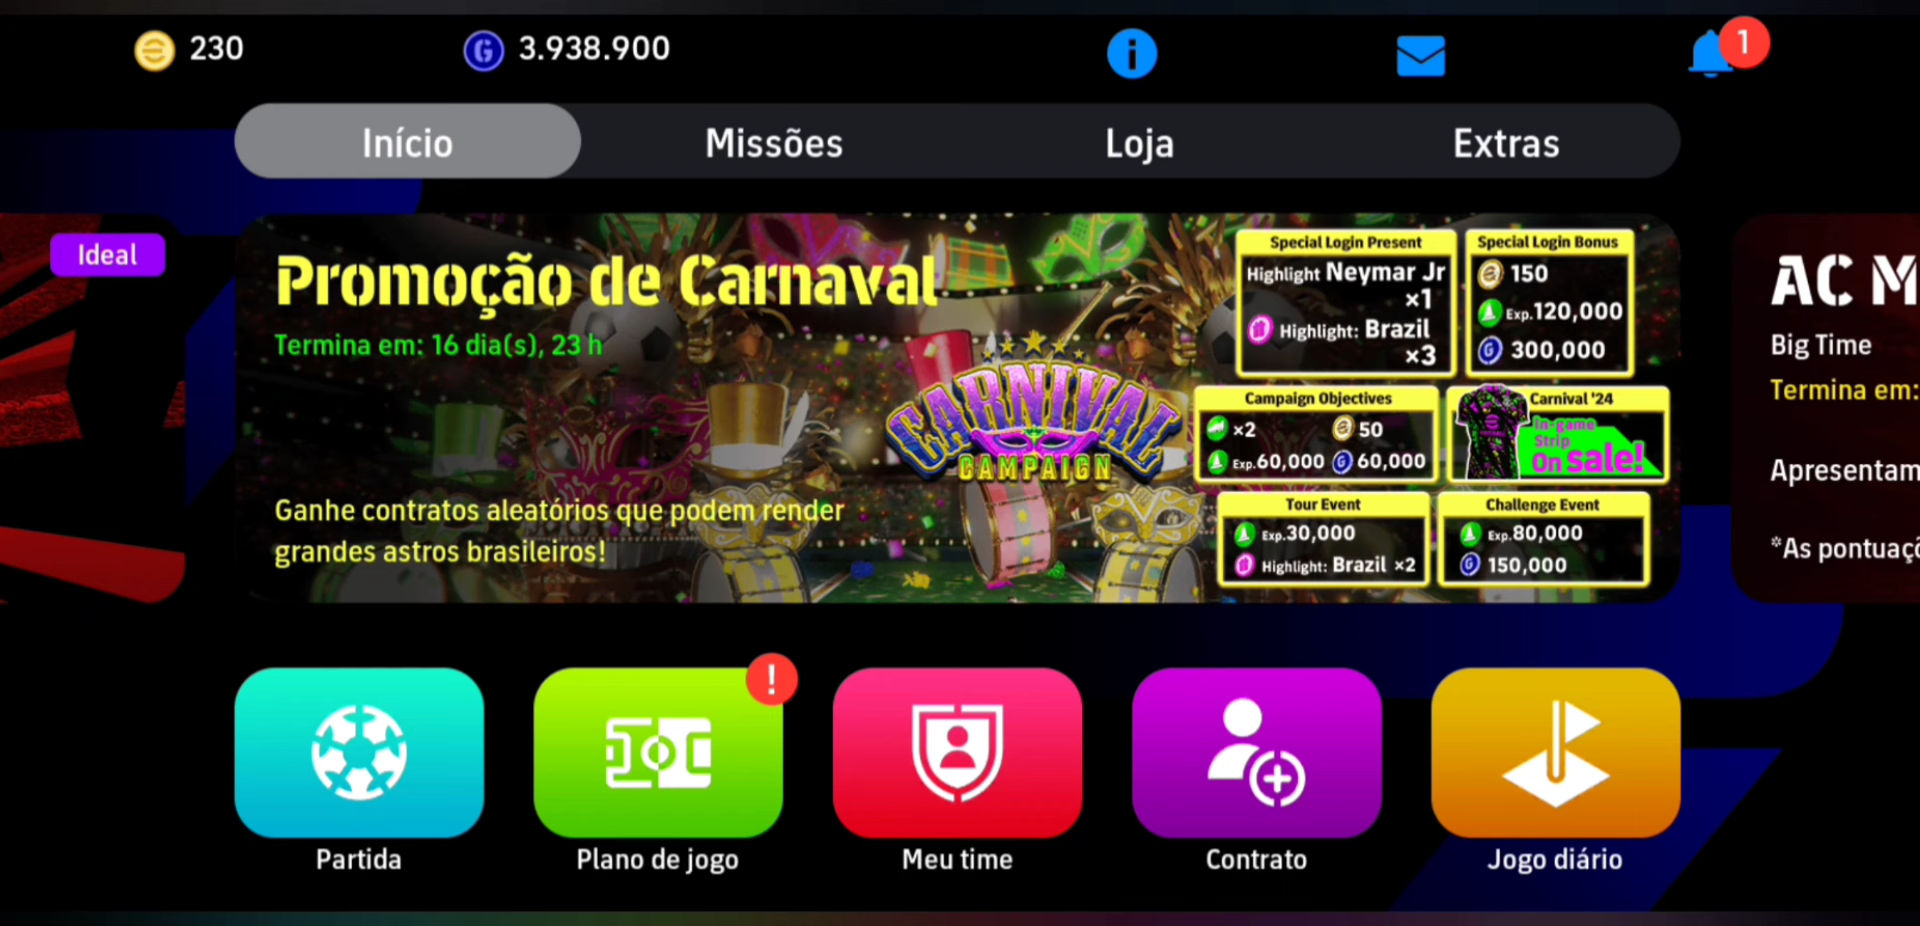 230
3.938.900
1
Início
Missões
Loja
Extras
Ideal
Promoção de Carnaval
Termina em: 16 dia(s), 23 h
Ganhe contratos aleatórios que podem render
grandes astros brasileiros!
CARNIVAL
CAMPAIGN
Special Login Present
Highlight Neymar Jr
×1
Highlight: Brazil
×3
Special Login Bonus
150
Exp.120,000
300,000
Campaign Objectives
×2
50
Exp.60,000
60,000
Carnival '24
In-game
Strip
On sale!
Tour Event
Exp.30,000
Highlight: Brazil ×2
Challenge Event
Exp.80,000
150,000
AC M
Big Time
Termina em:
Apresentam
*As pontuaçõ
!
Partida
Plano de jogo
Meu time
Contrato
Jogo diário